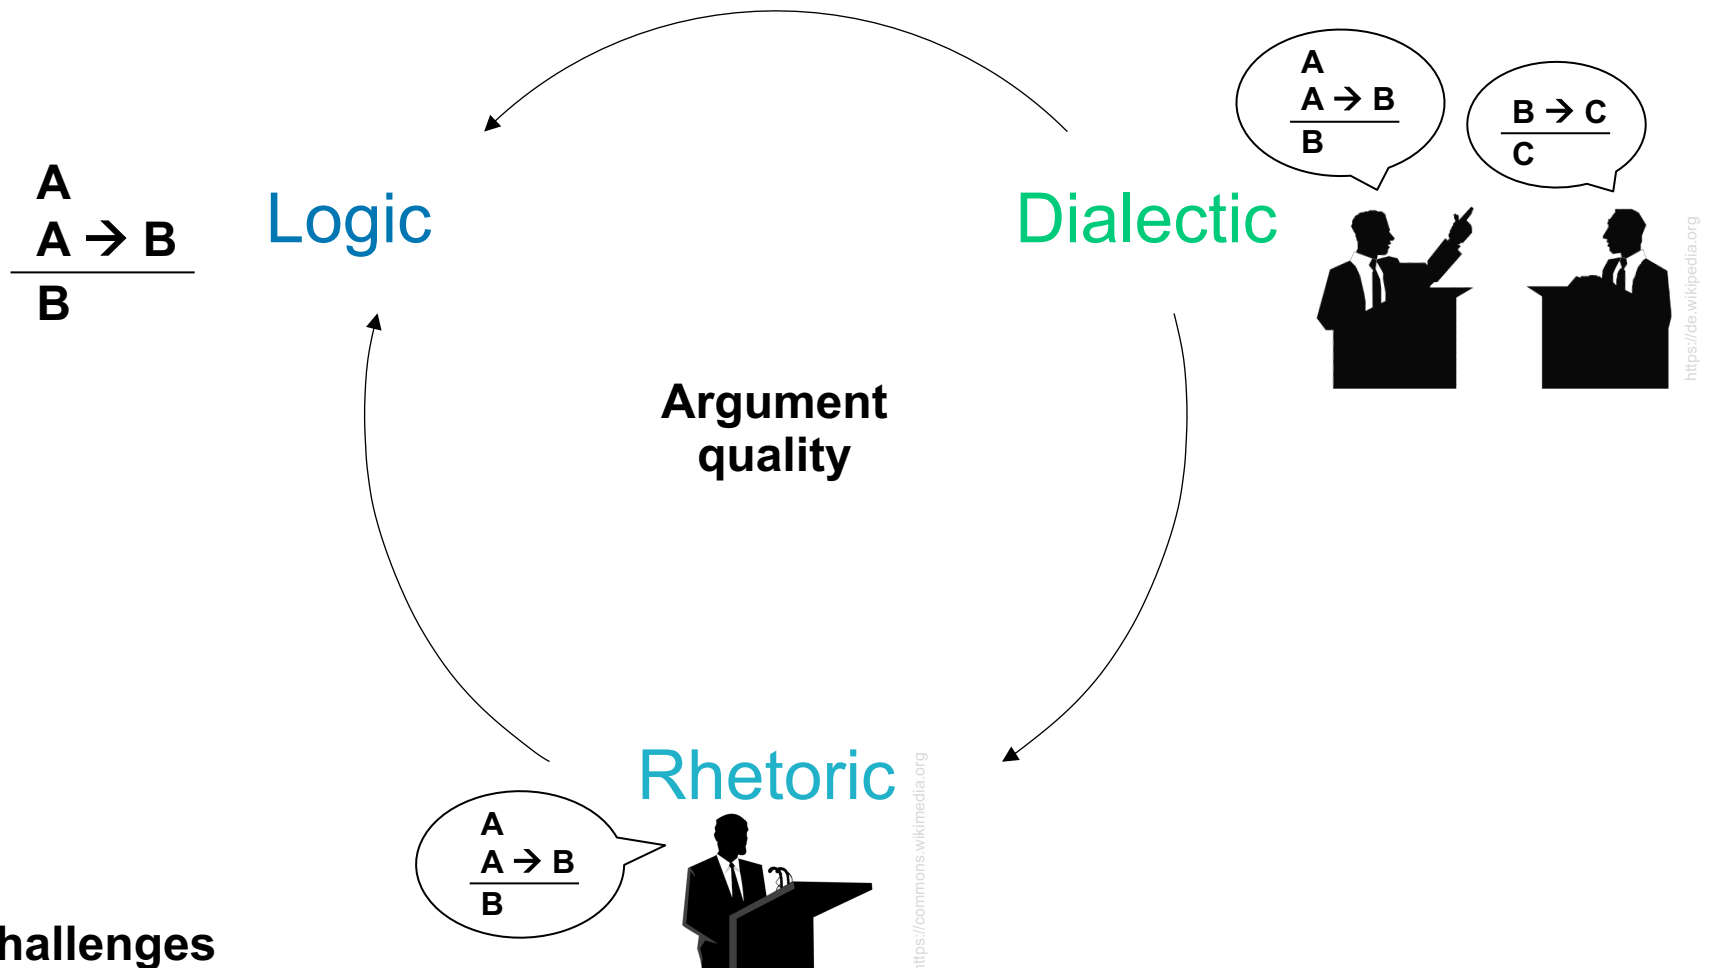 A
A → B
B
Logic
Dialectic
A
A → B
B
B → C
C
https://de.wikipedia.org
Argument
quality
Rhetoric
A
A → B
B
https://commons.wikimedia.org
hallenges